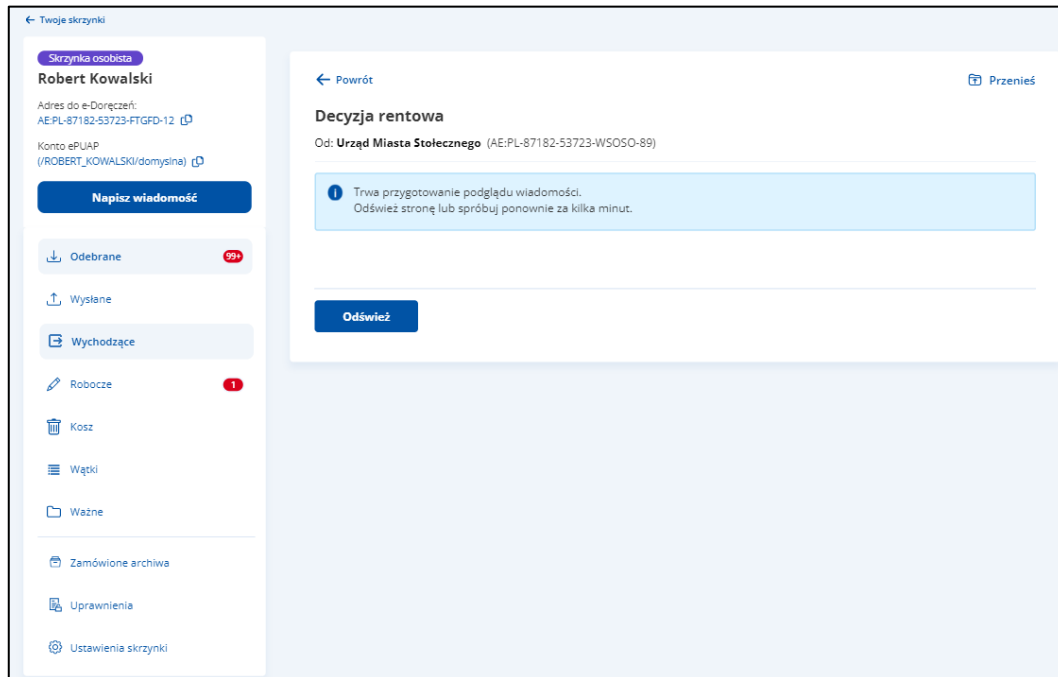 ← Twoje skrzynki
Skrzynka osobista
Robert Kowalski
Adres do e-Doręczeń:
AE:PL-87182-53723-FTGFD-12
Konto ePUAP
(/ROBERT_KOWALSKI/domyslna)
Napisz wiadomość
Odebrane 99+
Wysłane
Wychodzące
Robocze 1
Kosz
Wątki
Ważne
Zamówione archiwa
Uprawnienia
Ustawienia skrzynki
← Powrót
Przenieś
Decyzja rentowa
Od: Urząd Miasta Stołecznego (AE:PL-87182-53723-WSOSO-89)
Trwa przygotowanie podglądu wiadomości.
Odśwież stronę lub spróbuj ponownie za kilka minut.
Odśwież